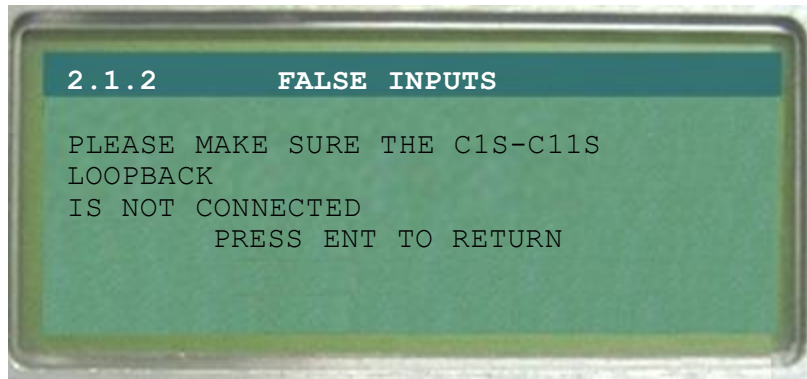 2.1.2 FALSE INPUTS
PLEASE MAKE SURE THE C1S-C11S
LOOPBACK
IS NOT CONNECTED
PRESS ENT TO RETURN